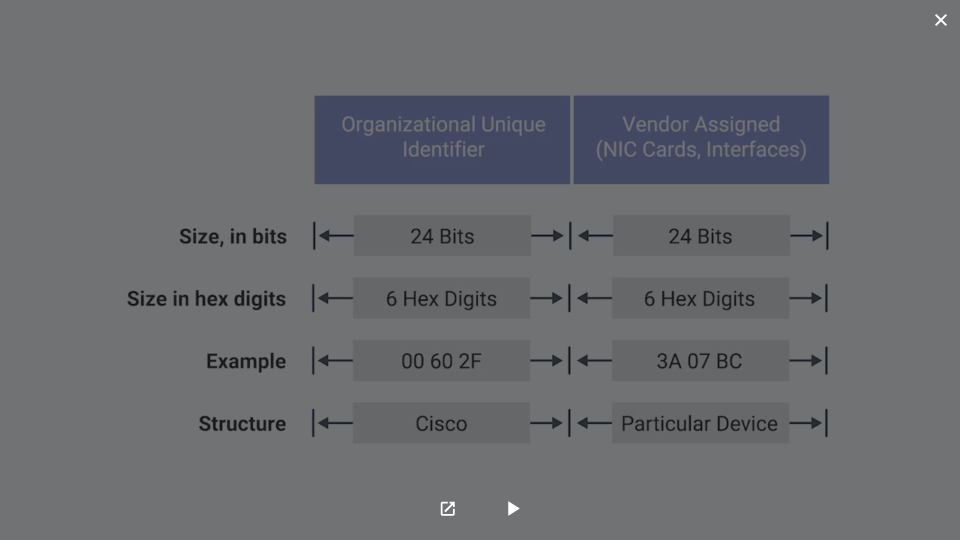 Organizational Unique
Identifier
Vendor Assigned
(NIC Cards, Interfaces)
Size, in bits 24 Bits 24 Bits
Size in hex digits 6 Hex Digits 6 Hex Digits
Example 00 60 2F 3A 07 BC
Structure Cisco Particular Device